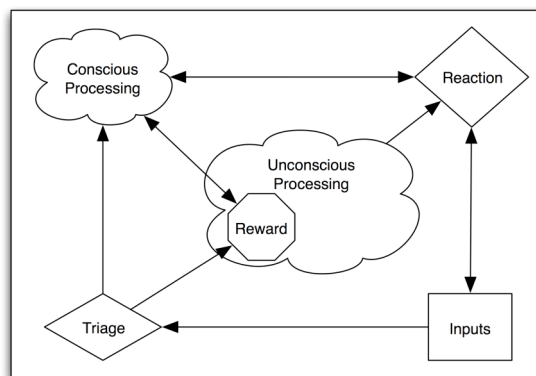 Conscious
Processing
Reaction
Unconscious
Processing
Reward
Triage
Inputs